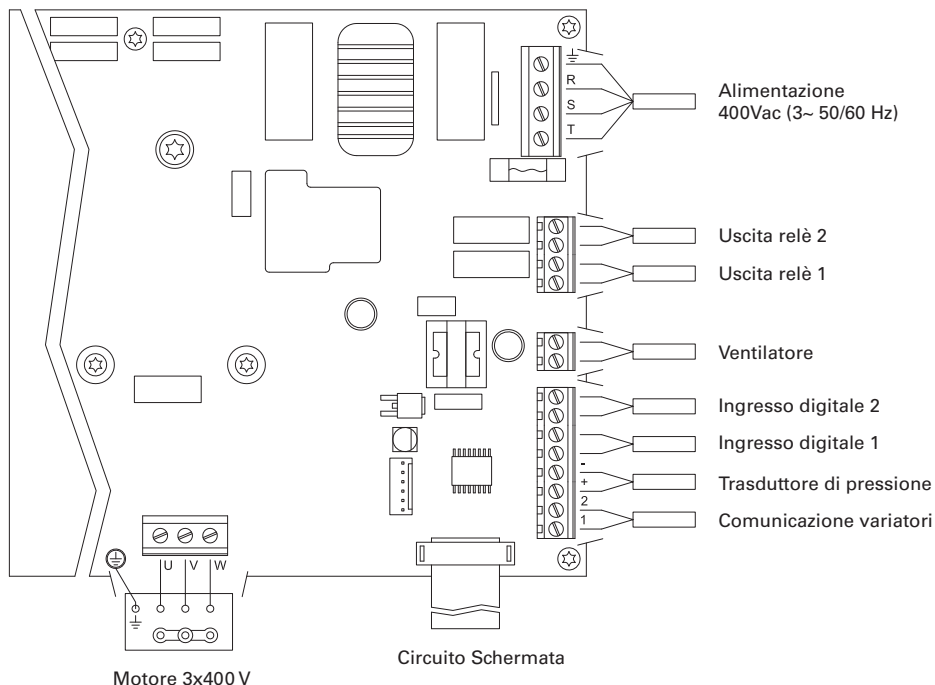 R
S
T
Alimentazione
400Vac (3~ 50/60 Hz)
Uscita relè 2
Uscita relè 1
Ventilatore
Ingresso digitale 2
Ingresso digitale 1
-
+
Trasduttore di pressione
2
1
Comunicazione variatori
U V W
Circuito Schermata
Motore 3x400 V